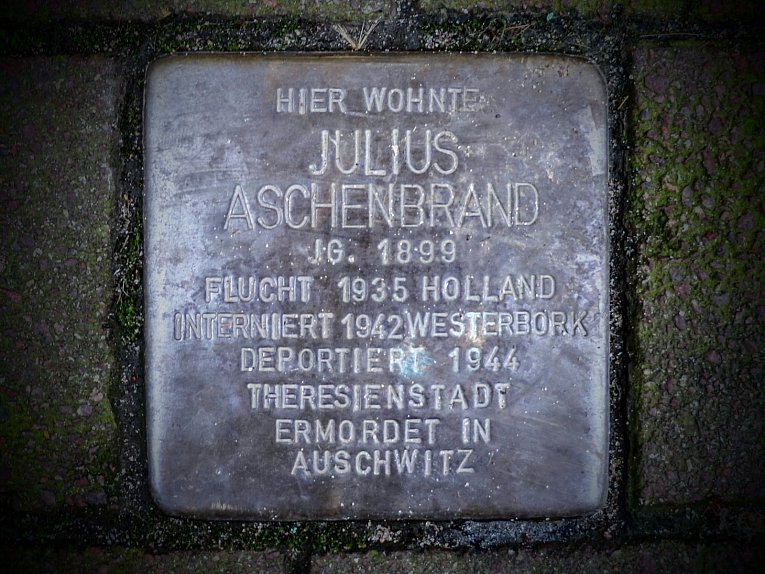 HIER WOHNTE
JULIUS
ASCHENBRAND
JG. 1899
FLUCHT 1935 HOLLAND
INTERNIERT 1942 WESTERBORK
DEPORTIERT 1944
THERESIENSTADT
ERMORDET IN
AUSCHWITZ